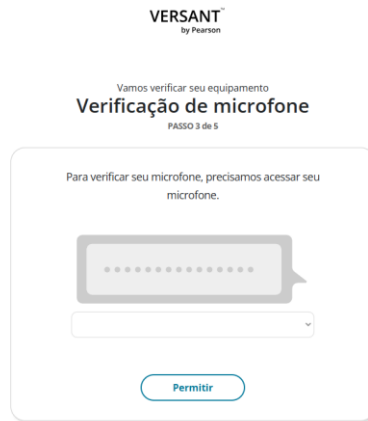 VERSANT™
by Pearson
Vamos verificar seu equipamento
Verificação de microfone
PASSO 3 de 5
Para verificar seu microfone, precisamos acessar seu
microfone.
Permitir